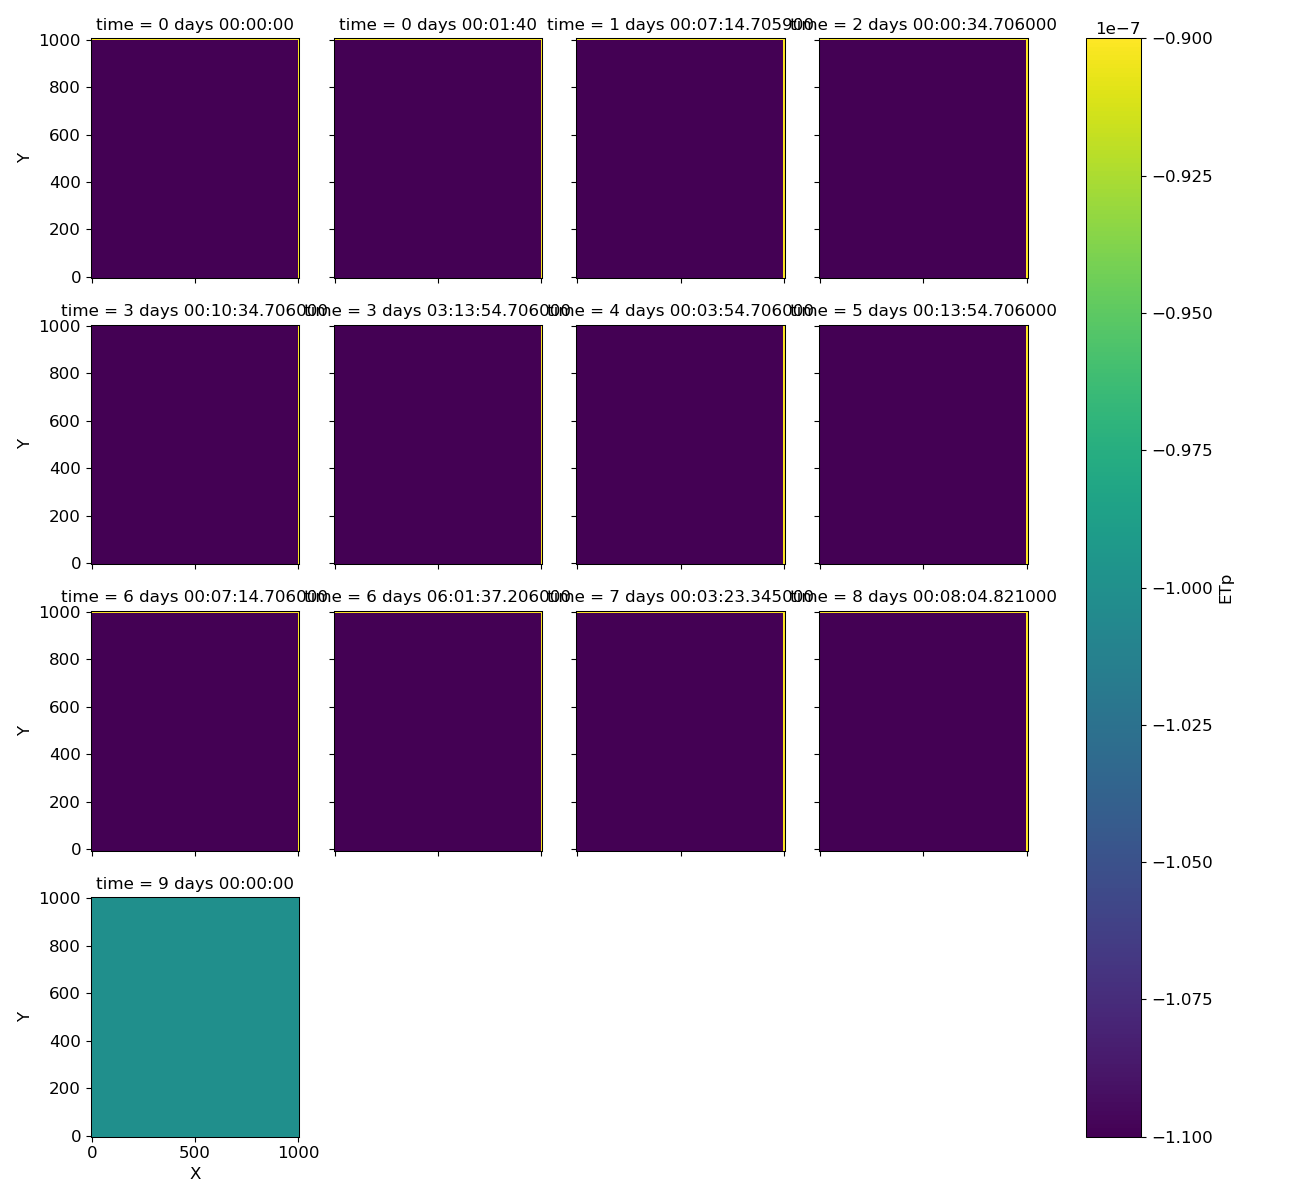 time = 0 days 00:00:00
time = 0 days 00:01:40
time = 1 days 00:07:14.705900
time = 2 days 00:00:34.706000
1e−7
1000
800
600
400
200
0
Y
time = 3 days 00:10:34.706000
time = 3 days 03:13:54.706000
time = 4 days 00:03:54.706000
time = 5 days 00:13:54.706000
1000
800
600
400
200
0
Y
time = 6 days 00:07:14.706000
time = 6 days 06:01:37.206000
time = 7 days 00:03:23.345000
time = 8 days 00:08:04.821000
1000
800
600
400
200
0
Y
time = 9 days 00:00:00
1000
800
600
400
200
0
Y
0
500
1000
X
−0.900
−0.925
−0.950
−0.975
−1.000
−1.025
−1.050
−1.075
−1.100
ETp